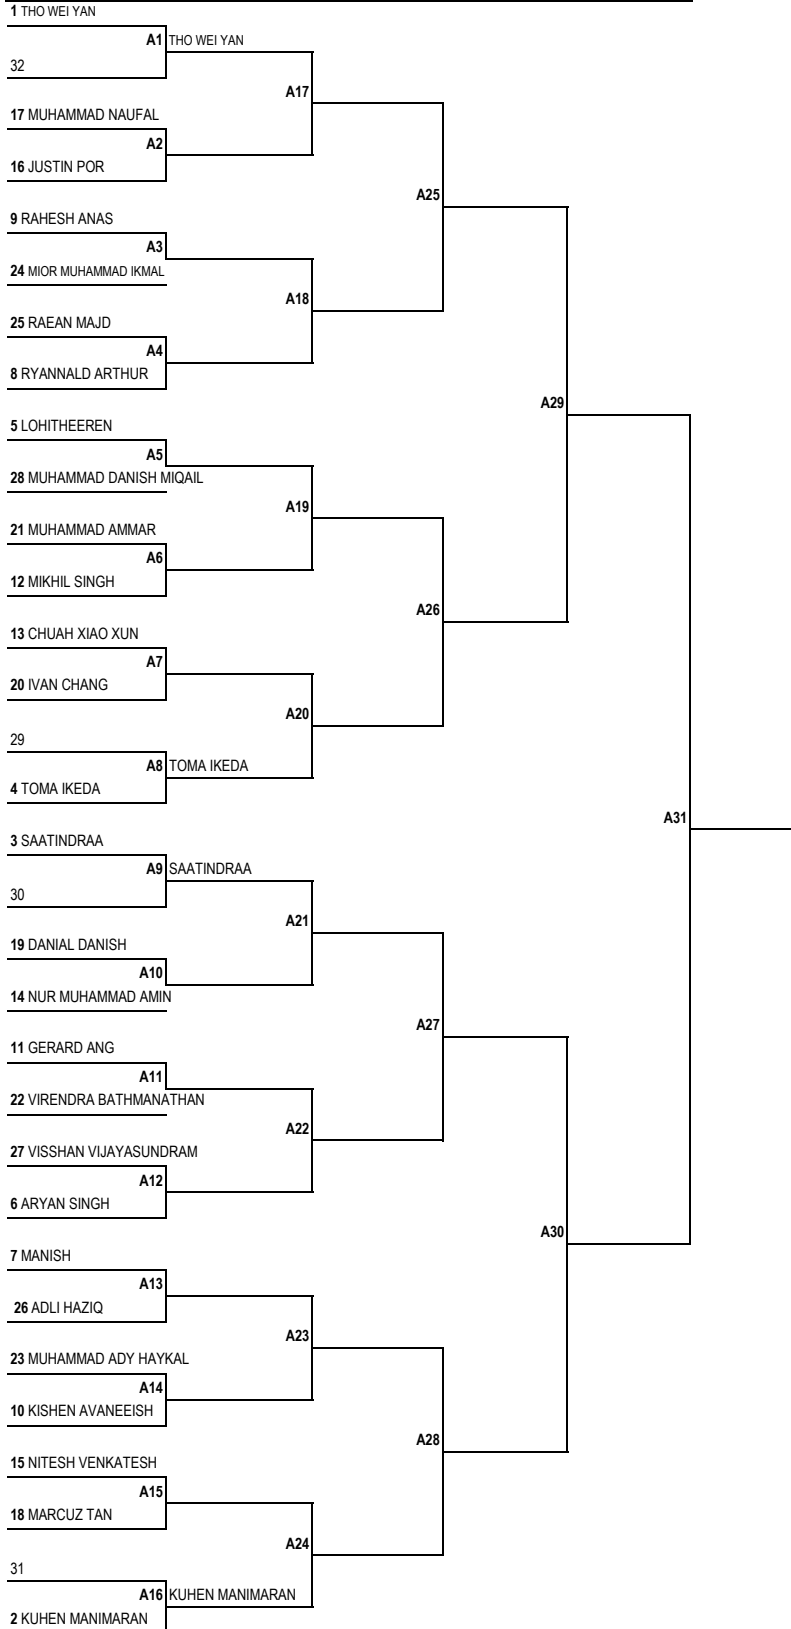 1 THO WEI YAN
A1 THO WEI YAN
32
A17
17 MUHAMMAD NAUFAL
A2
16 JUSTIN POR
A25
9 RAHESH ANAS
A3
24 MIOR MUHAMMAD IKMAL
A18
25 RAEAN MAJD
A4
8 RYANNALD ARTHUR
A29
5 LOHITHEEREN
A5
28 MUHAMMAD DANISH MIQAIL
A19
21 MUHAMMAD AMMAR
A6
12 MIKHIL SINGH
A26
13 CHUAH XIAO XUN
A7
20 IVAN CHANG
A20
29
A8 TOMA IKEDA
4 TOMA IKEDA
A31
3 SAATINDRAA
A9 SAATINDRAA
30
A21
19 DANIAL DANISH
A10
14 NUR MUHAMMAD AMIN
A27
11 GERARD ANG
A11
22 VIRENDRA BATHMANATHAN
A22
27 VISSHAN VIJAYASUNDRAM
A12
6 ARYAN SINGH
A30
7 MANISH
A13
26 ADLI HAZIQ
A23
23 MUHAMMAD ADY HAYKAL
A14
10 KISHEN AVANEEISH
A28
15 NITESH VENKATESH
A15
18 MARCUZ TAN
A24
31
A16 KUHEN MANIMARAN
2 KUHEN MANIMARAN